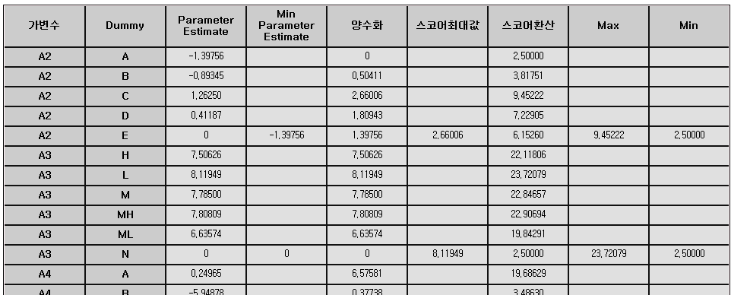 가변수 Dummy Parameter Estimate Min Parameter Estimate 양수화 스코어최대값 스코어환산 Max Min
A2 A -1,39756 0 2,50000
A2 B -0,89345 0,50411 3,81751
A2 C 1,26250 2,66006 9,45222
A2 D 0,41187 1,80943 7,22905
A2 E 0 -1,39756 1,39756 2,66006 6,15260 9,45222 2,50000
A3 H 7,50626 7,50626 22,11806
A3 L 8,11949 8,11949 23,72079
A3 M 7,78500 7,78500 22,84657
A3 MH 7,80809 7,80809 22,90694
A3 ML 6,63574 6,63574 19,84291
A3 N 0 0 0 8,11949 2,50000 23,72079 2,50000
A4 A 0,24965 6,57581 19,68629
A4 B -5,94878 0,37738 3,48630